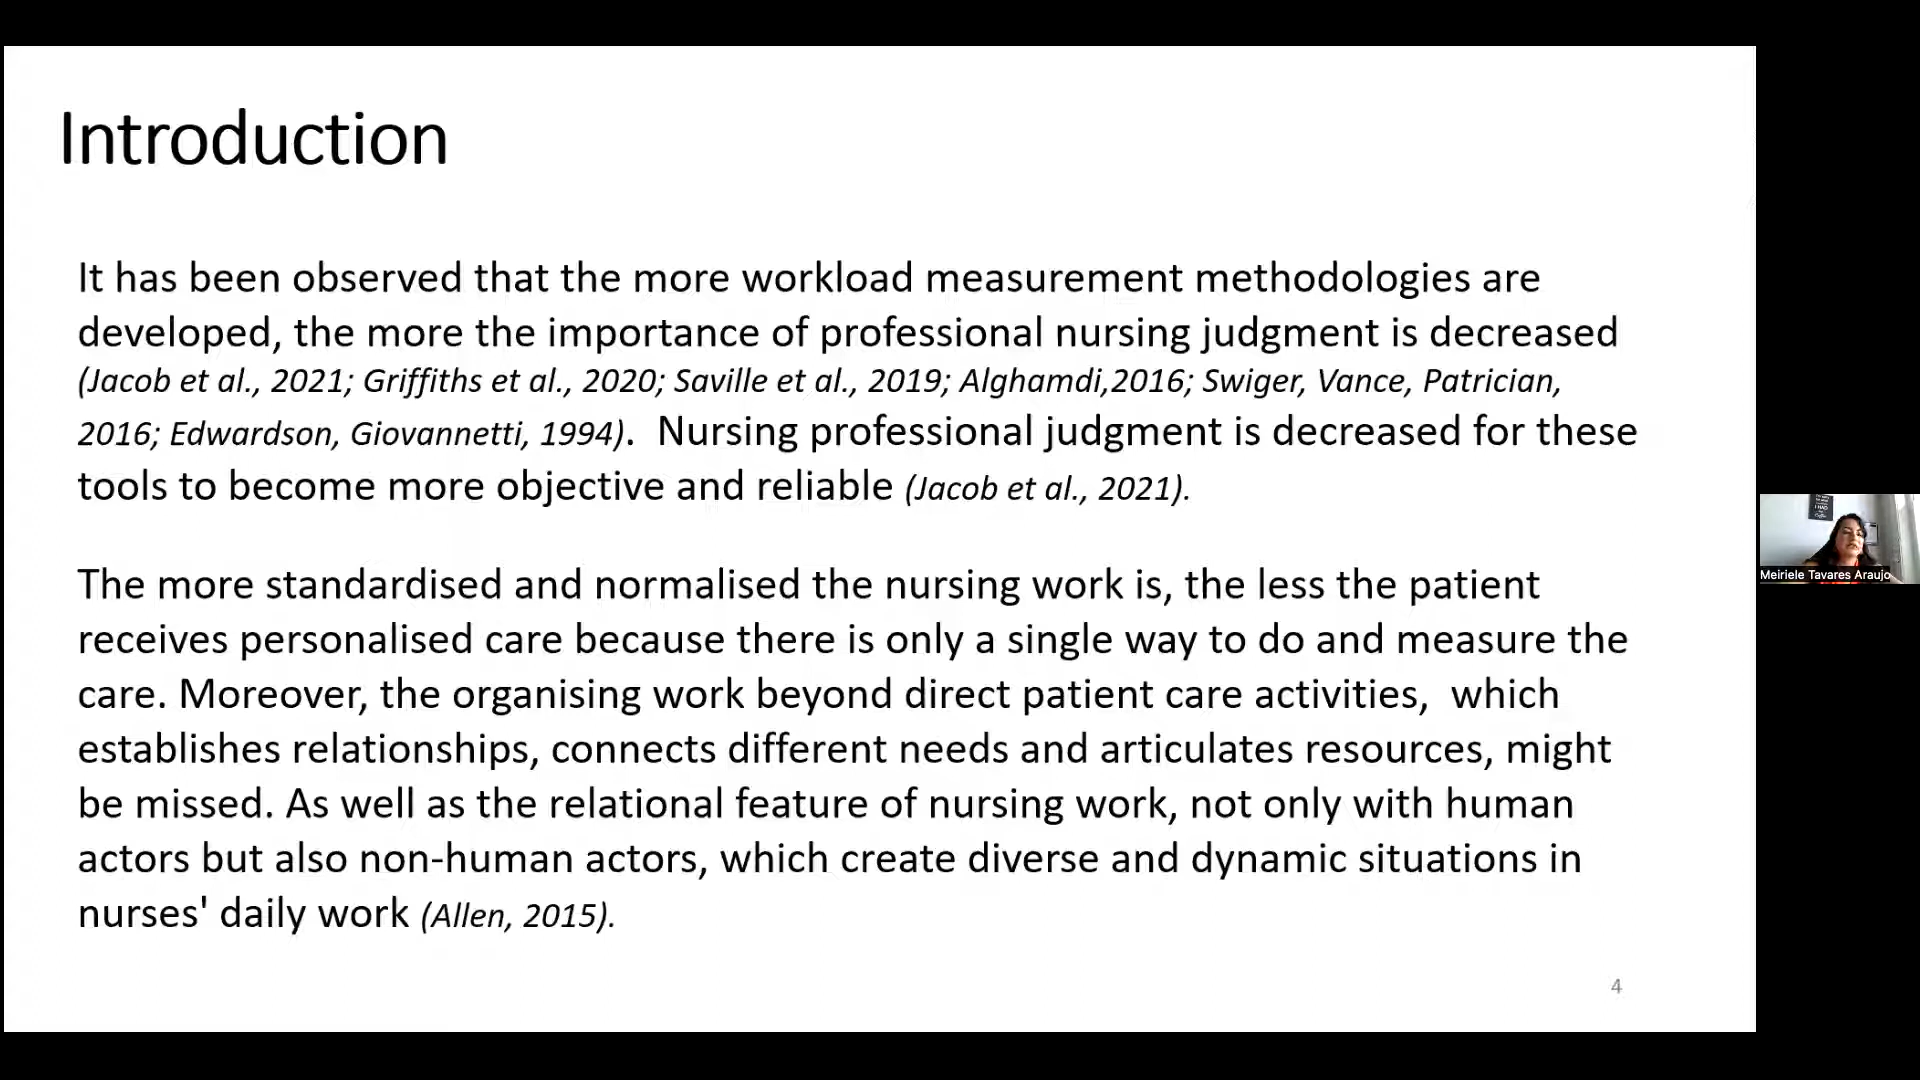 Introduction
It has been observed that the more workload measurement methodologies are
developed, the more the importance of professional nursing judgment is decreased
(Jacob et al., 2021; Griffiths et al., 2020; Saville et al., 2019; Alghamdi,2016; Swiger, Vance, Patrician,
2016; Edwardson, Giovannetti, 1994).  Nursing professional judgment is decreased for these
tools to become more objective and reliable (Jacob et al., 2021).
The more standardised and normalised the nursing work is, the less the patient
receives personalised care because there is only a single way to do and measure the
care. Moreover, the organising work beyond direct patient care activities,  which
establishes relationships, connects different needs and articulates resources, might
be missed. As well as the relational feature of nursing work, not only with human
actors but also non-human actors, which create diverse and dynamic situations in
nurses' daily work (Allen, 2015).
4
Meiriele Tavares Araujo